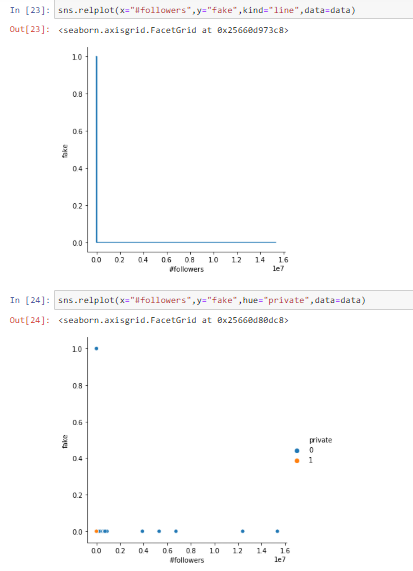 In [23]: sns.relplot(x="#followers",y="fake",kind="line",data=data)
Out[23]: <seaborn.axisgrid.FacetGrid at 0x25660d973c8>
1.0
0.8
0.6
fake
0.4
0.2
0.0
0.0 0.2 0.4 0.6 0.8 1.0 1.2 1.4 1.6
#followers 1e7
In [24]: sns.relplot(x="#followers",y="fake",hue="private",data=data)
Out[24]: <seaborn.axisgrid.FacetGrid at 0x25660d80dc8>
1.0
0.8
0.6
fake
private
0
1
0.4
0.2
0.0
0.0 0.2 0.4 0.6 0.8 1.0 1.2 1.4 1.6
#followers 1e7